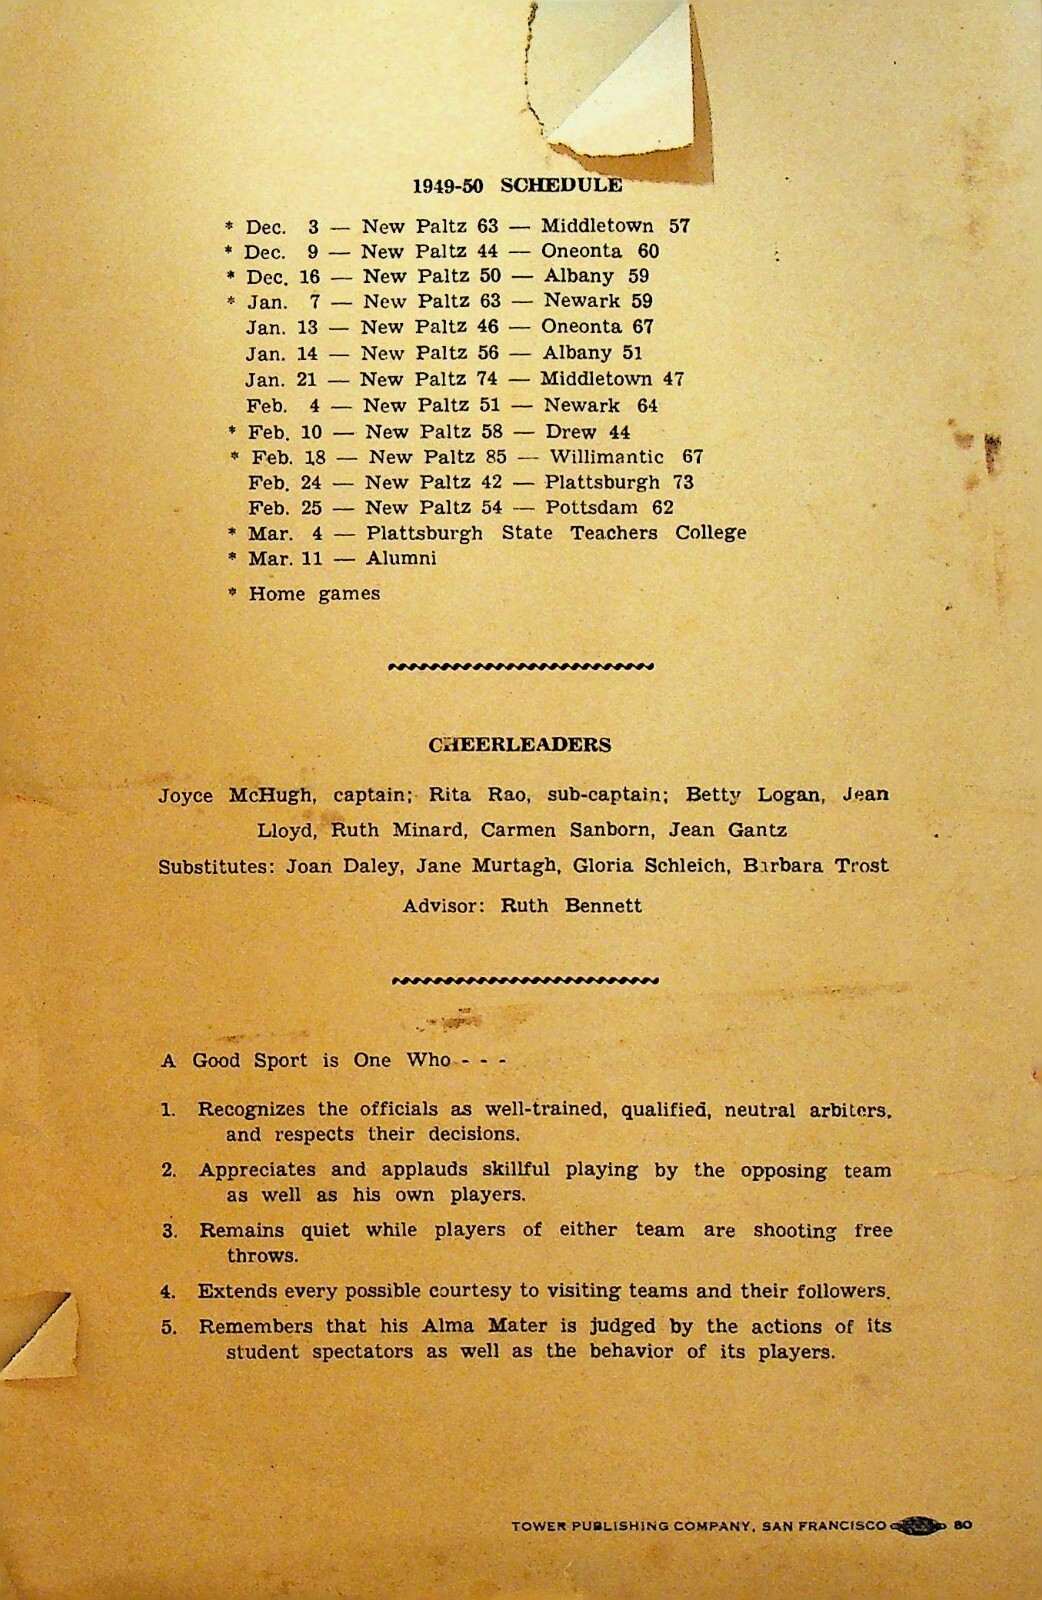 1949-50 SCHEDULE
* Dec. 3 — New Paltz 63 — Middletown 57
* Dec. 9 — New Paltz 44 — Oneonta 60
* Dec. 16 — New Paltz 50 — Albany 59
* Jan. 7 — New Paltz 63 — Newark 59
Jan. 13 — New Paltz 46 — Oneonta 67
Jan. 14 — New Paltz 56 — Albany 51
Jan. 21 — New Paltz 74 — Middletown 47
Feb. 4 — New Paltz 51 — Newark 64
* Feb. 10 — New Paltz 58 — Drew 44
* Feb. 18 — New Paltz 85 — Willimantic 67
Feb. 24 — New Paltz 42 — Plattsburgh 73
Feb. 25 — New Paltz 54 — Pottsdam 62
* Mar. 4 — Plattsburgh State Teachers College
* Mar. 11 — Alumni
* Home games
CHEERLEADERS
Joyce McHugh, captain; Rita Rao, sub-captain; Betty Logan, Jean
Lloyd, Ruth Minard, Carmen Sanborn, Jean Gantz
Substitutes: Joan Daley, Jane Murtagh, Gloria Schleich, Barbara Trost
Advisor: Ruth Bennett
A Good Sport is One Who - - -
1. Recognizes the officials as well-trained, qualified, neutral arbiters,
and respects their decisions.
2. Appreciates and applauds skillful playing by the opposing team
as well as his own players.
3. Remains quiet while players of either team are shooting free
throws.
4. Extends every possible courtesy to visiting teams and their followers.
5. Remembers that his Alma Mater is judged by the actions of its
student spectators as well as the behavior of its players.
TOWER PUBLISHING COMPANY, SAN FRANCISCO 80